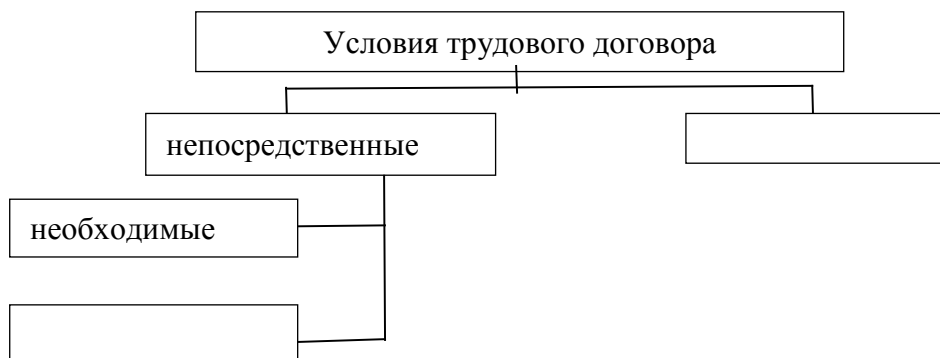 Условия трудового договора
непосредственные
необходимые